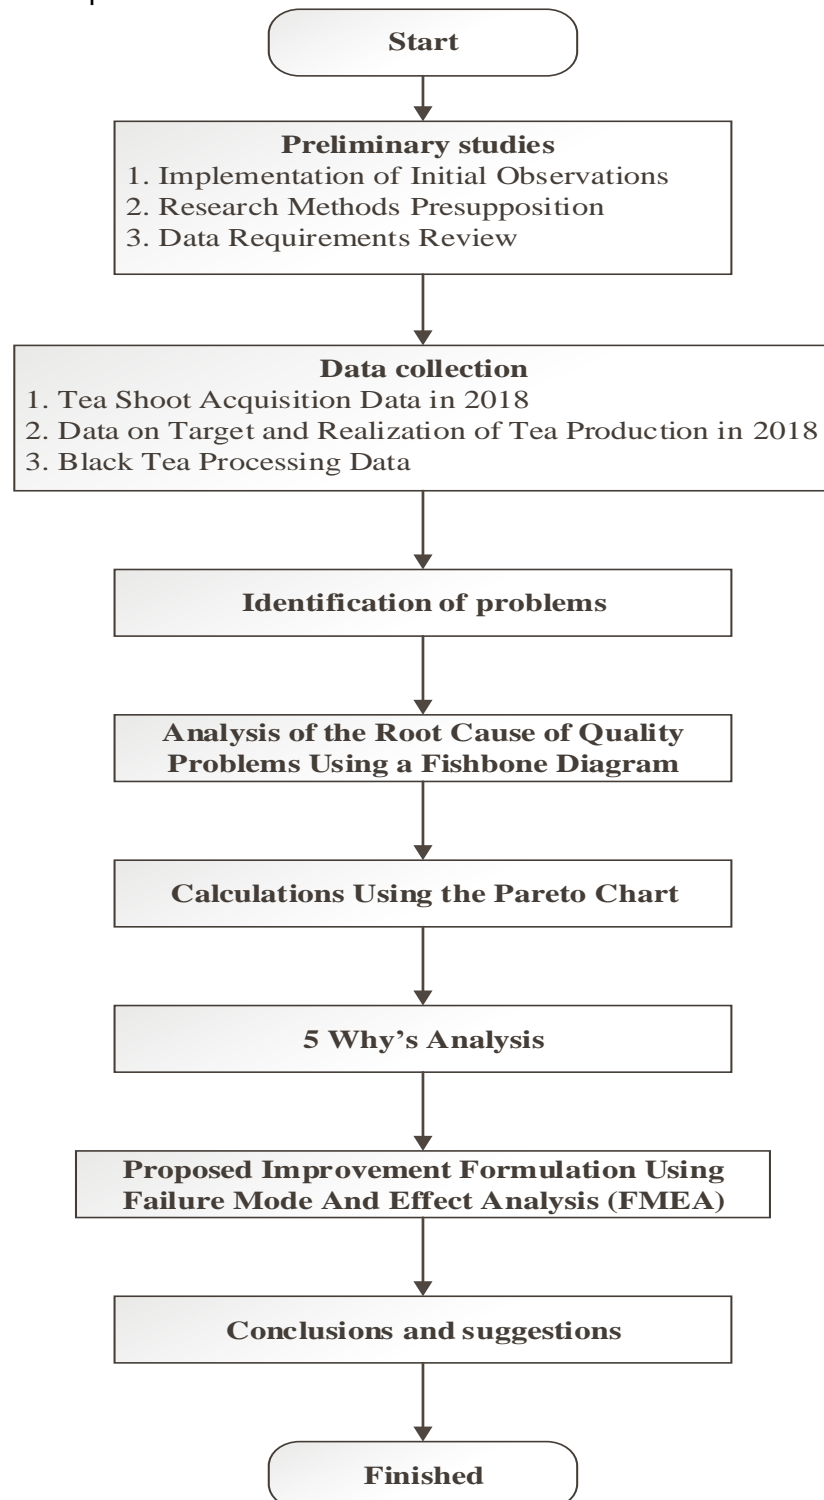 Start
Preliminary studies
1. Implementation of Initial Observations
2. Research Methods Presupposition
3. Data Requirements Review
Data collection
1. Tea Shoot Acquisition Data in 2018
2. Data on Target and Realization of Tea Production in 2018
3. Black Tea Processing Data
Identification of problems
Analysis of the Root Cause of Quality
Problems Using a Fishbone Diagram
Calculations Using the Pareto Chart
5 Why’s Analysis
Proposed Improvement Formulation Using
Failure Mode And Effect Analysis (FMEA)
Conclusions and suggestions
Finished